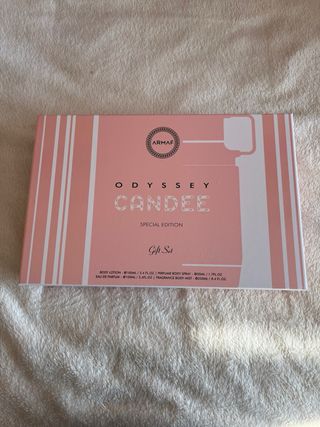 ARMAF
ODYSSEY
CANDEE
SPECIAL EDITION
Gift Set
BODY LOTION - ℮100ML / 3.4 FL.OZ | PERFUME BODY SPRAY - ℮50ML / 1.7FL.OZ
EAU DE PARFUM - ℮100ML / 3.4FL.OZ | FRAGRANCE BODY MIST - ℮250ML / 8.4 FL.OZ